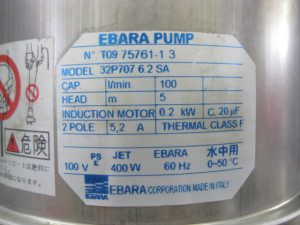 EBARA PUMP
N° T09 75761-1 3
MODEL 32P707 6.2 SA
CAP. l/min. 100
HEAD m 5
INDUCTION MOTOR 0.2 kW C. 20 µF
2 POLE 5,2 A THERMAL CLASS F
100 V PSE JET 400 W EBARA 60 Hz 水中用 0~50 °C
EBARA CORPORATION MADE IN ITALY
EBARA
危険